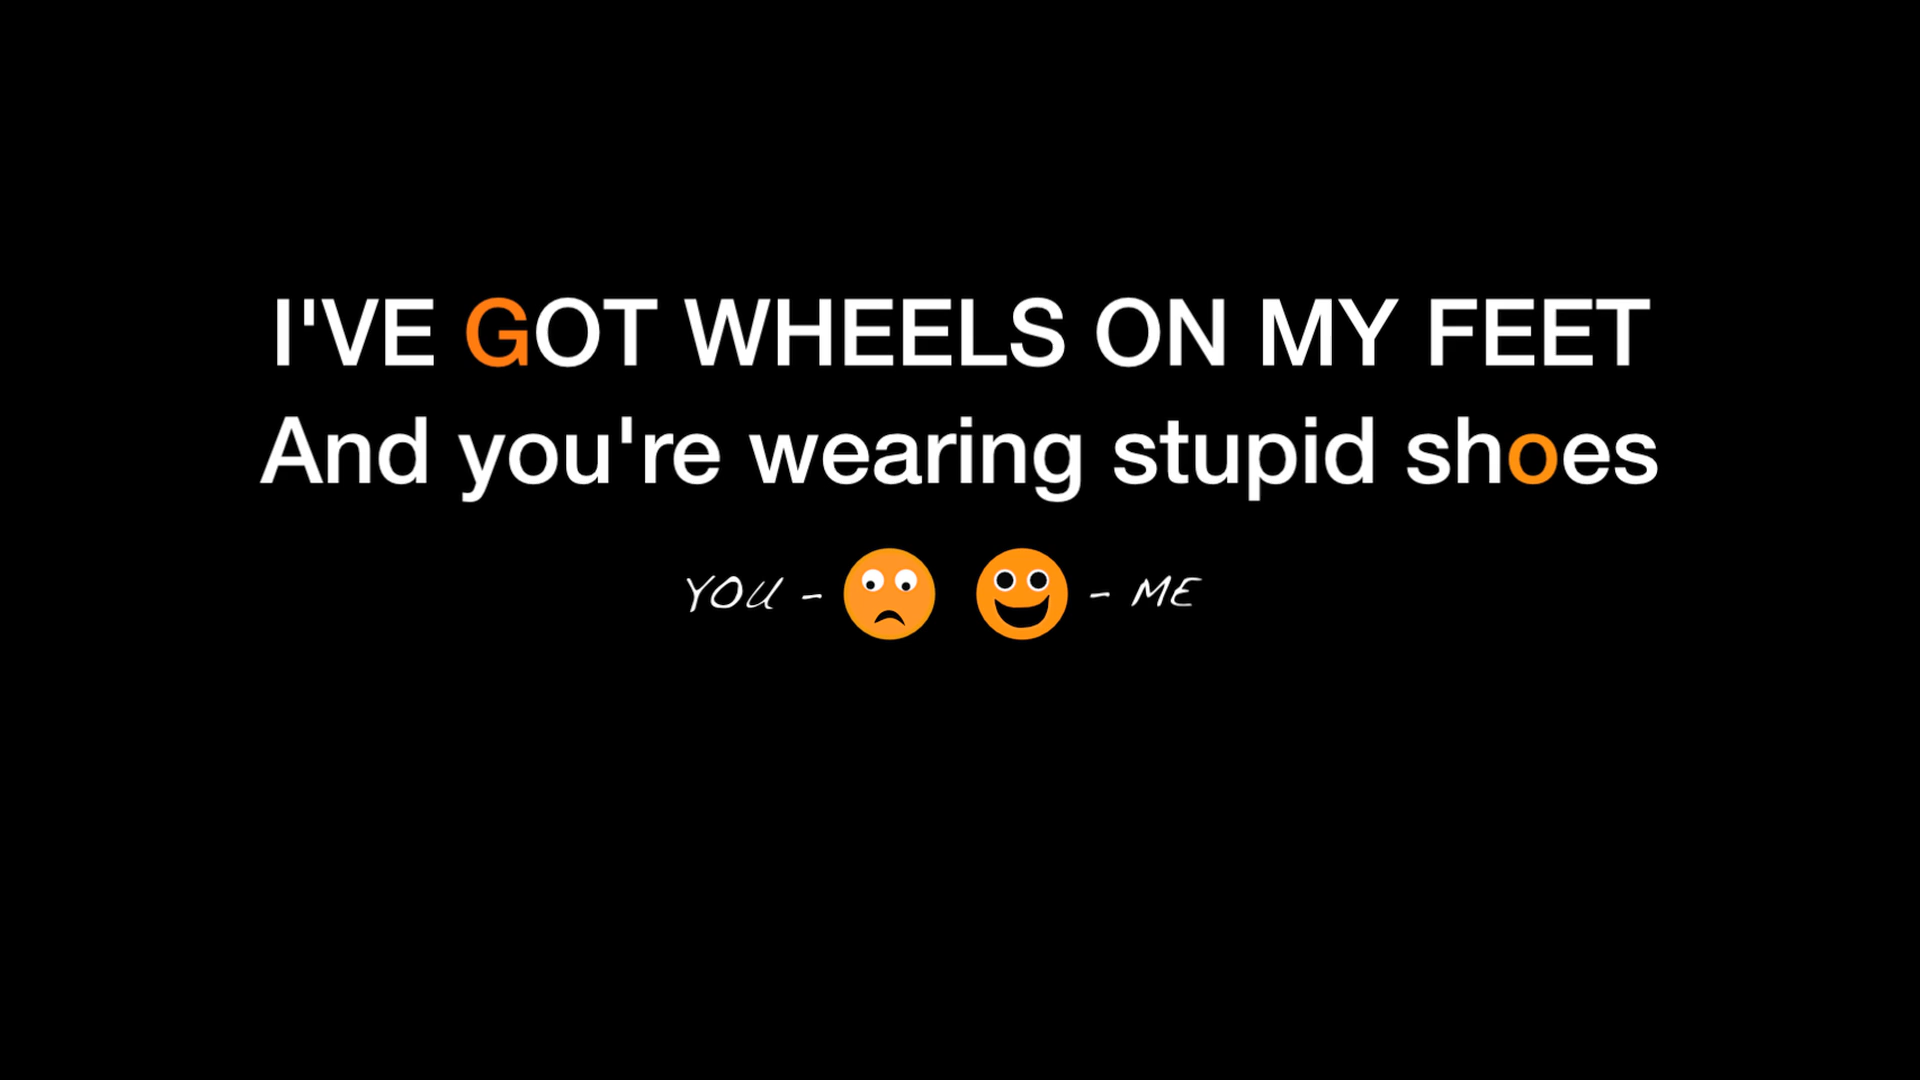 I'VE GOT WHEELS ON MY FEET
And you're wearing stupid shoes
YOU - - ME